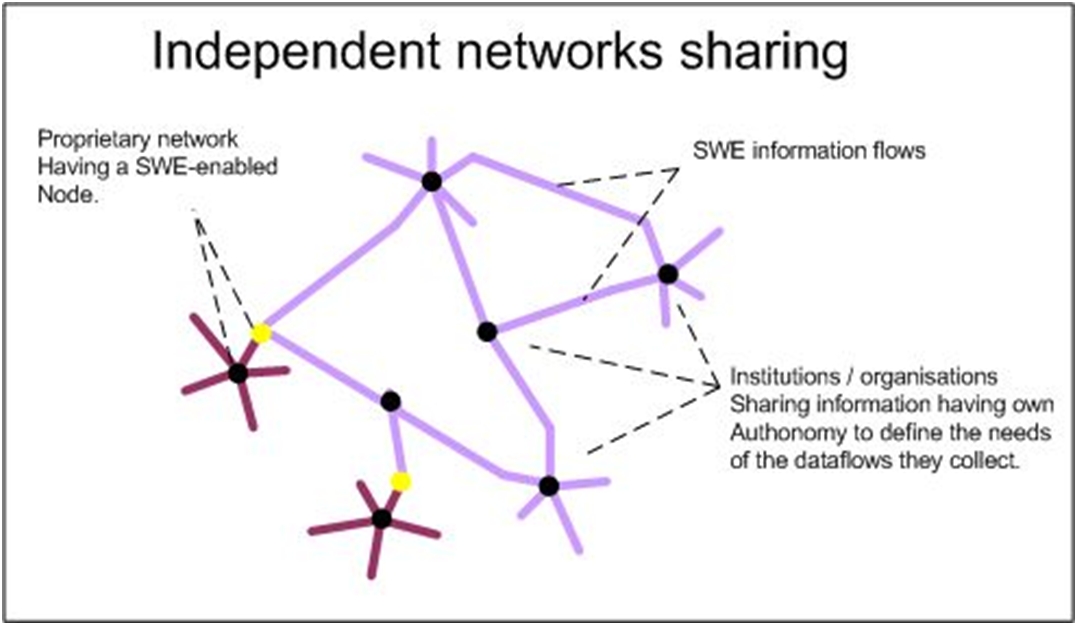 Independent networks sharing
Proprietary network
Having a SWE-enabled
Node.
SWE information flows
Institutions / organisations
Sharing information having own
Authonomy to define the needs
of the dataflows they collect.